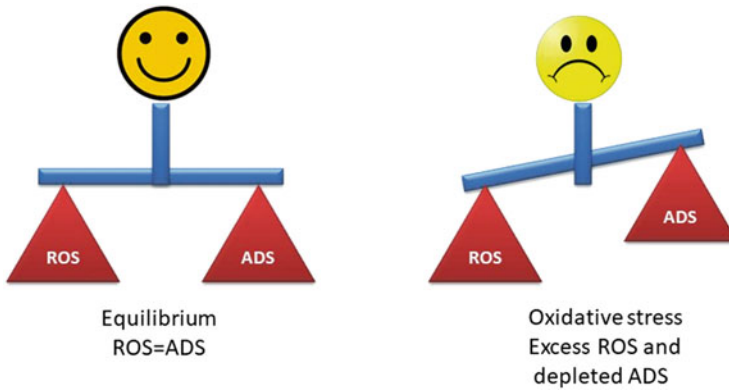 ROS
ADS
Equilibrium
ROS=ADS
ROS
ADS
Oxidative stress
Excess ROS and
depleted ADS